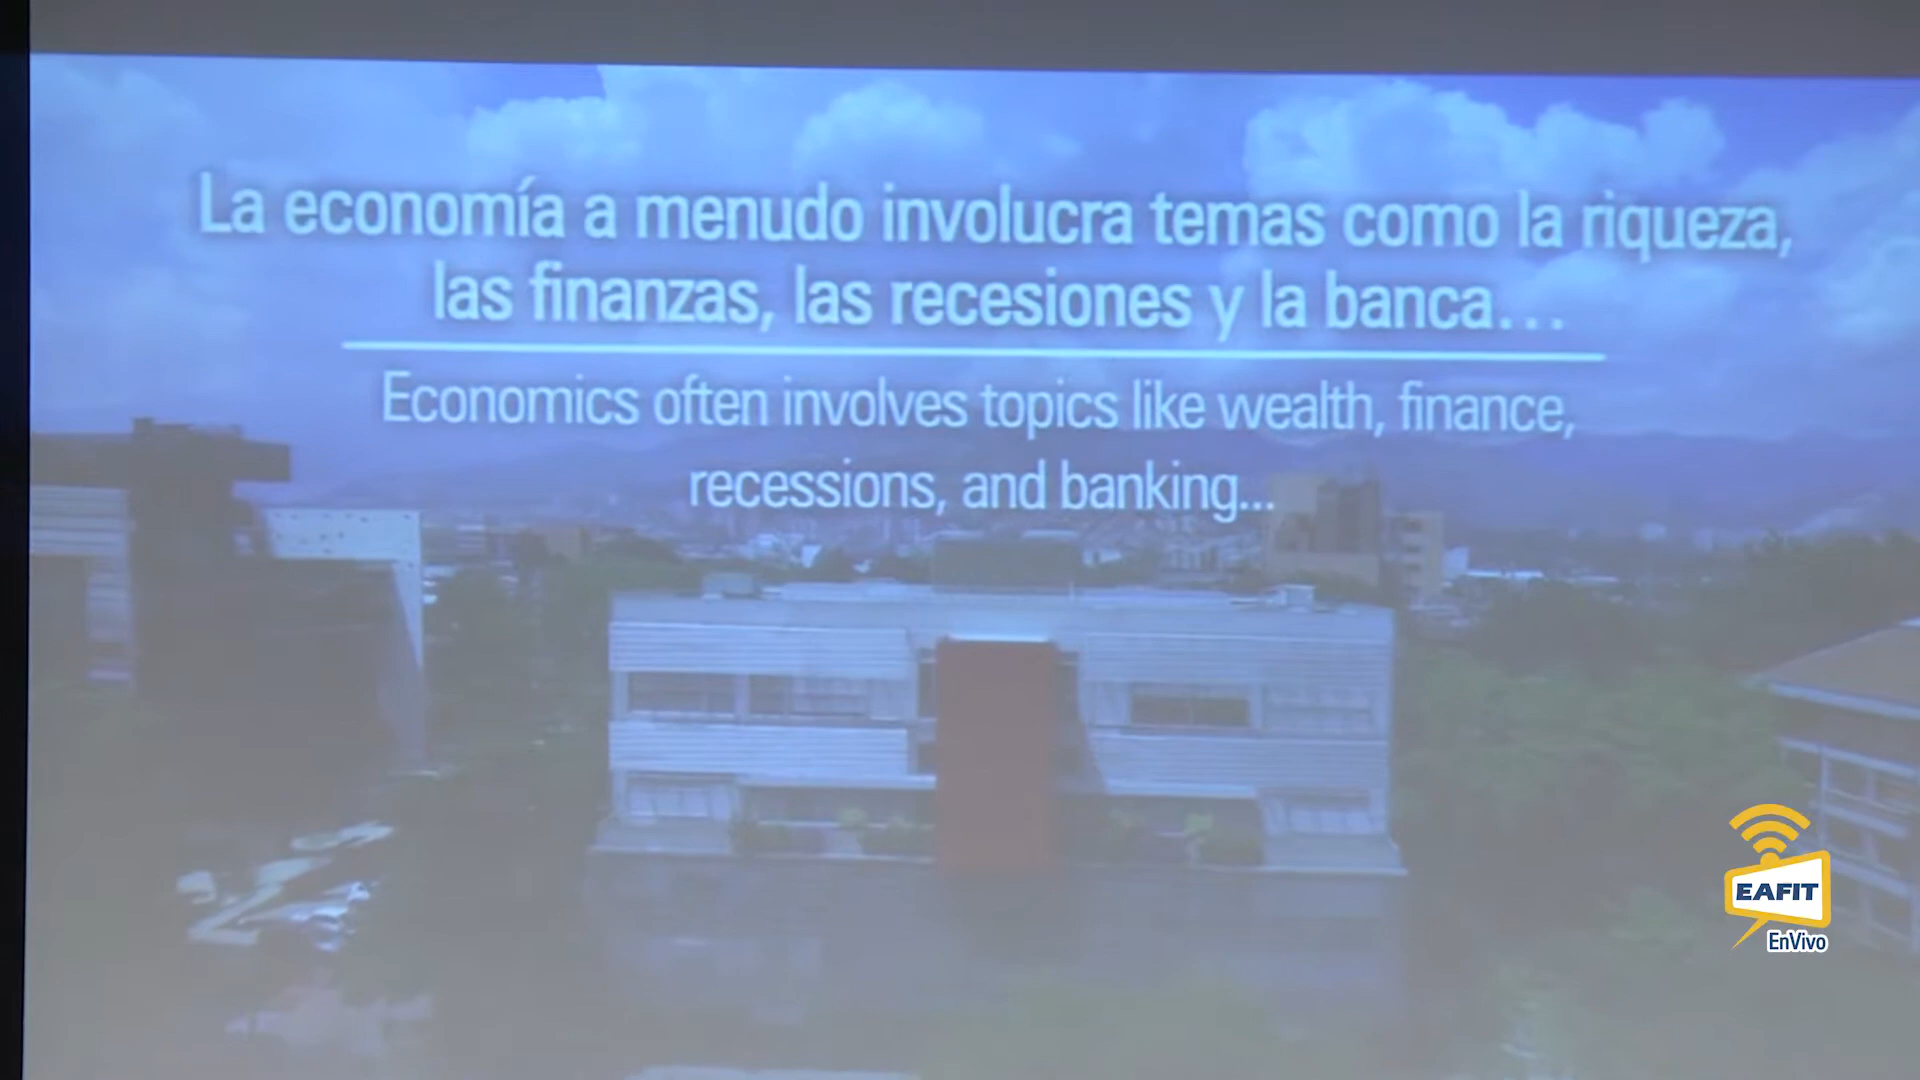 La economía a menudo involucra temas como la riqueza,
las finanzas, las recesiones y la banca...
Economics often involves topics like wealth, finance,
recessions, and banking...
EAFIT
EnVivo